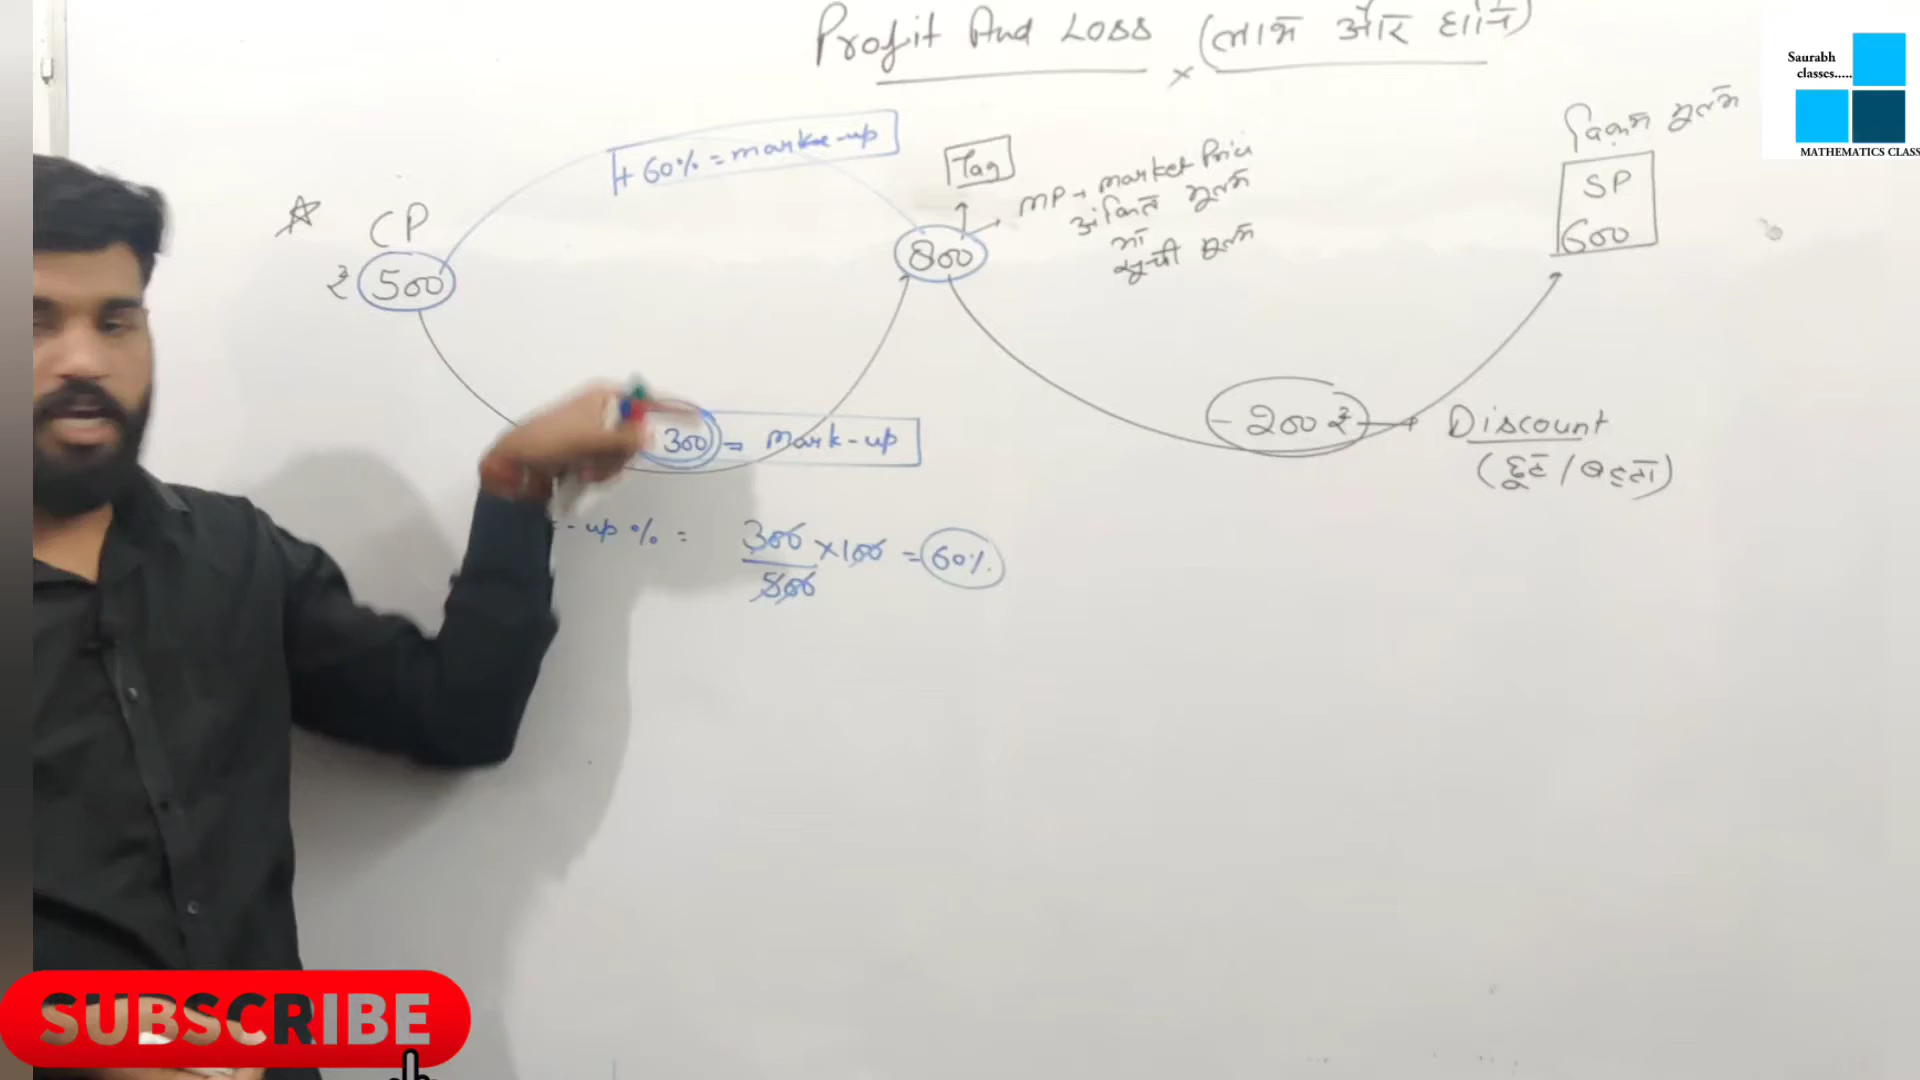 Profit And Loss (लाभ और हानि)
Saurabh
classes.....
MATHEMATICS CLASS
+ 60% = mark-up
Tag
MP → market Price
अंकित मूल्य
या
सूची मूल्य
विक्रय मूल्य
SP
600
CP
₹ 500
800
300 = Mark-up
- 200 ₹ → Discount
(छूट / बट्टा)
-up % = 300/500 × 100 = 60%
SUBSCRIBE